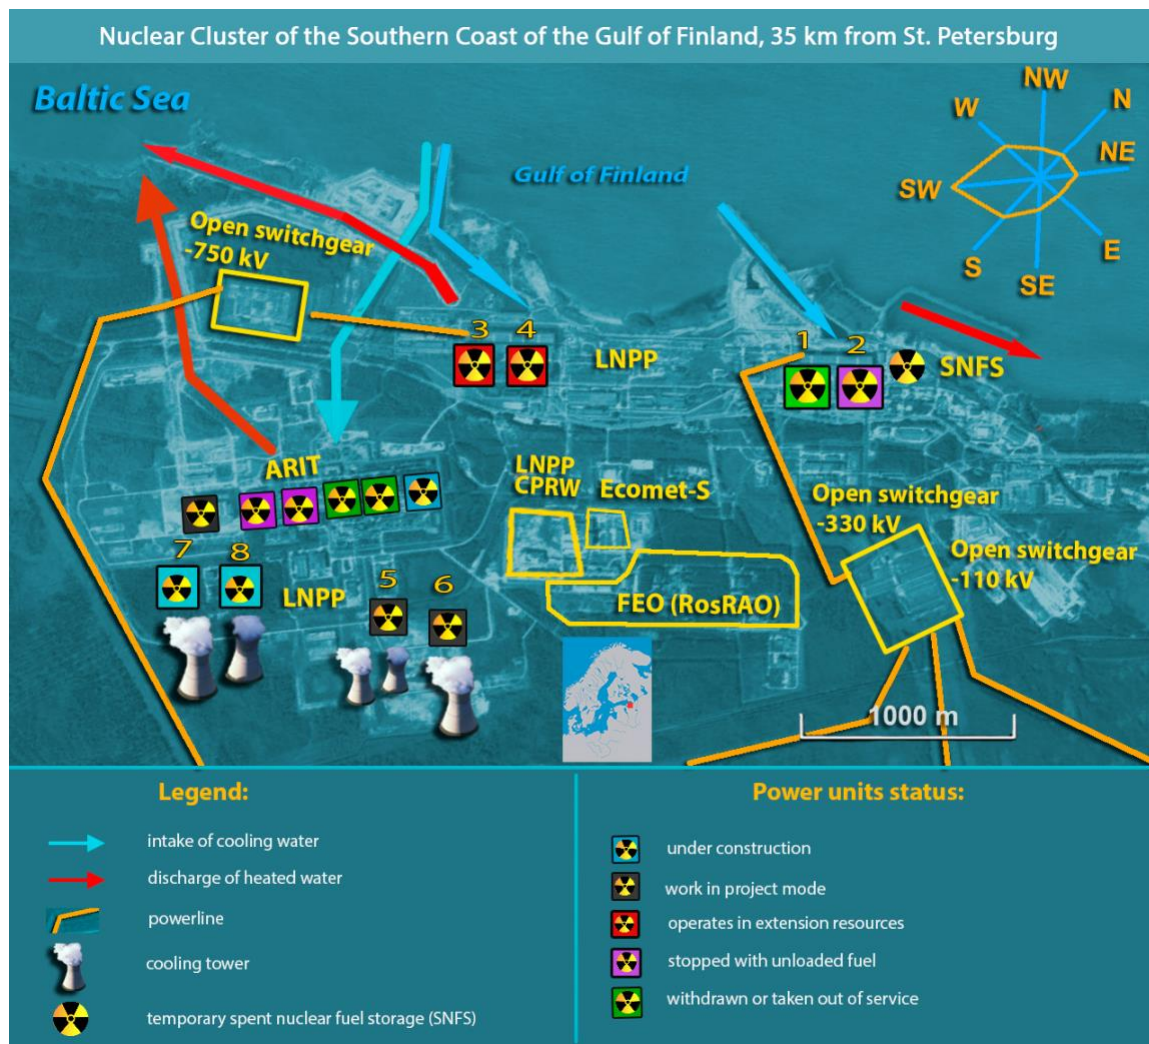 Nuclear Cluster of the Southern Coast of the Gulf of Finland, 35 km from St. Petersburg
Baltic Sea
Gulf of Finland
NW
N
W
NE
SW
E
S
SE
Open switchgear
-750 kV
3
4
LNPP
1
2
SNFS
ARIT
LNPP
CPRW
Ecomet-S
Open switchgear
-330 kV
Open switchgear
-110 kV
7
8
LNPP
5
6
FEO (RosRAO)
1000 m
Legend:
intake of cooling water
discharge of heated water
powerline
cooling tower
temporary spent nuclear fuel storage (SNFS)
Power units status:
under construction
work in project mode
operates in extension resources
stopped with unloaded fuel
withdrawn or taken out of service